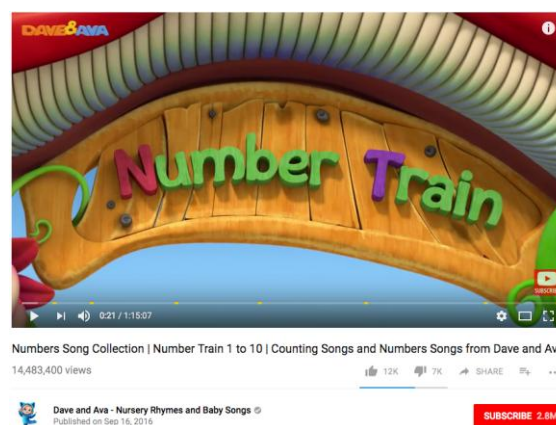 DAVE&AVA
Number Train
SUBSCRIBE
0:21 / 1:15:07
Numbers Song Collection | Number Train 1 to 10 | Counting Songs and Numbers Songs from Dave and Av
14,483,400 views
12K 7K SHARE
Dave and Ava - Nursery Rhymes and Baby Songs
Published on Sep 16, 2016
SUBSCRIBE 2.8M